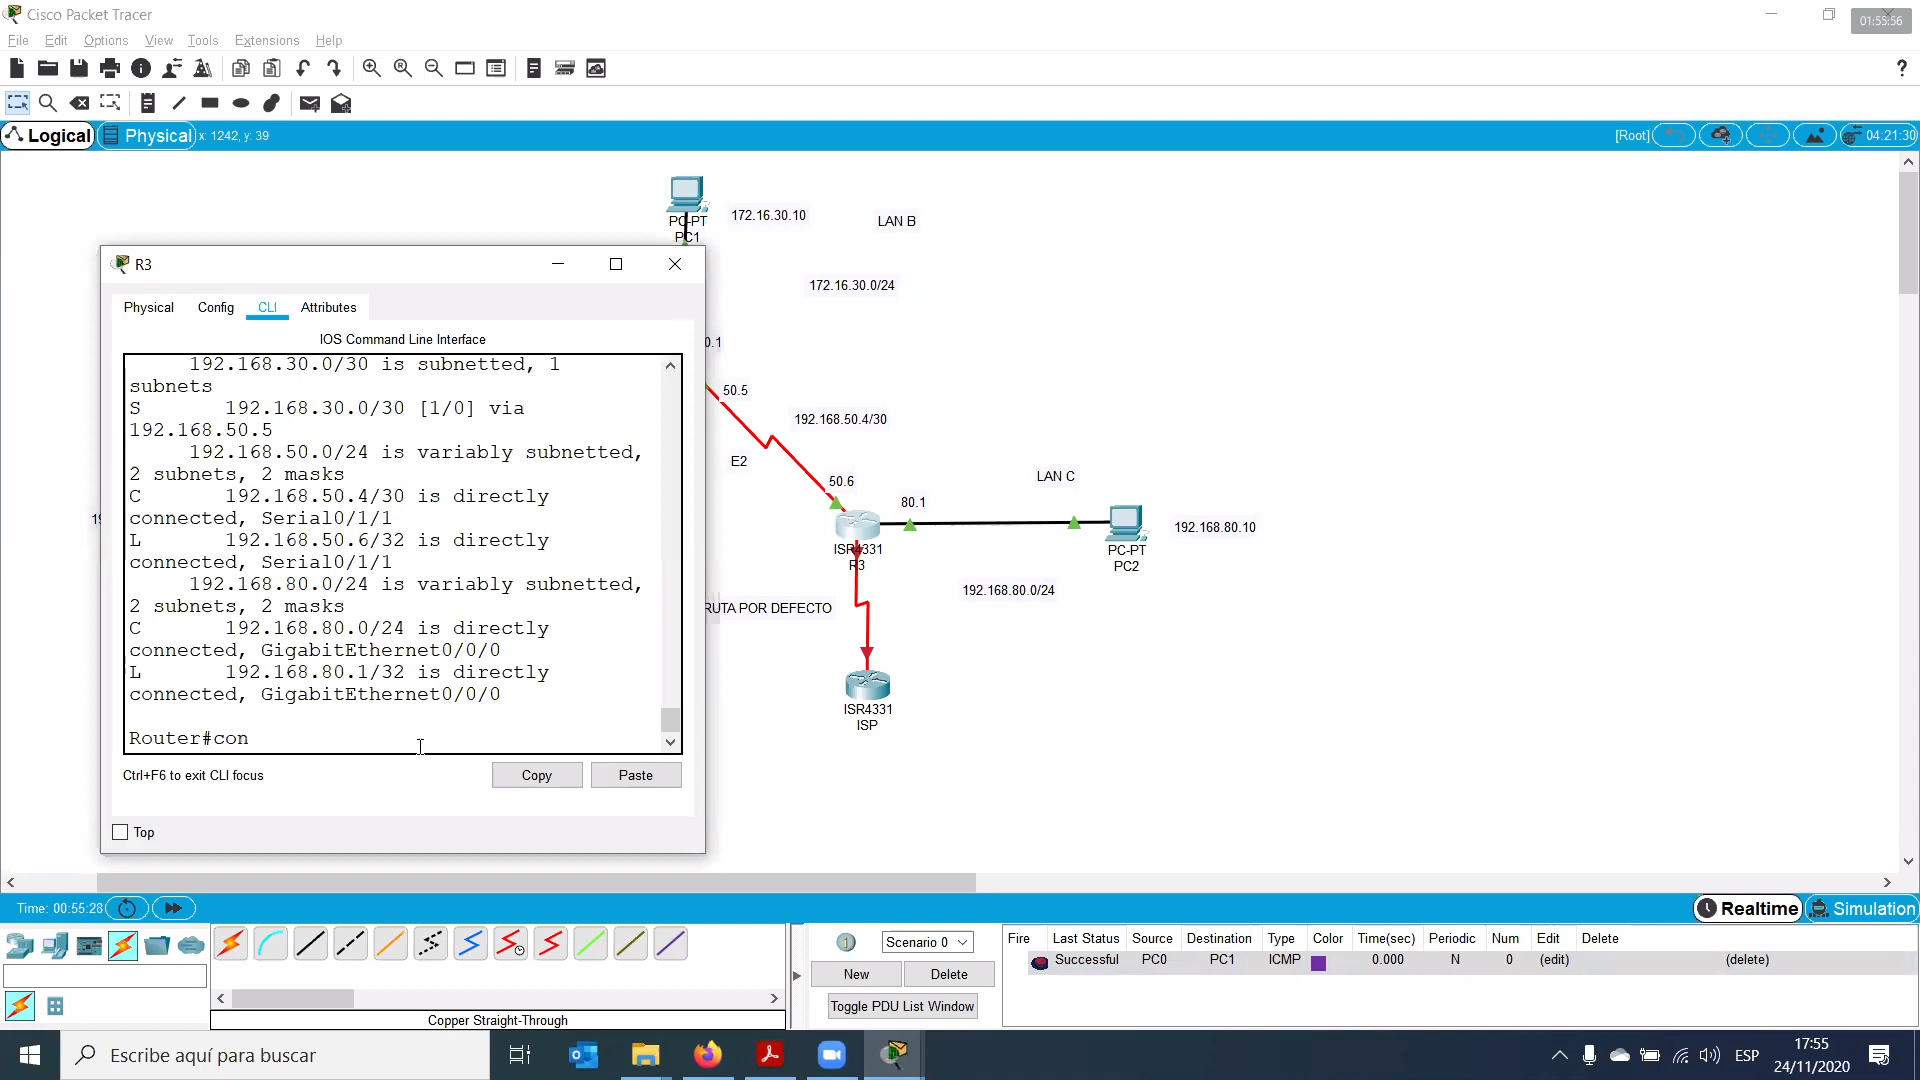 Cisco Packet Tracer
01:55:56
File Edit Options View Tools Extensions Help
?
Logical Physical x: 1242, y: 39 [Root] 04:21:30
PC-PT
PC1
172.16.30.10
LAN B
172.16.30.0/24
0.1
50.5
192.168.50.4/30
E2
50.6
80.1
LAN C
ISR4331
R3
PC-PT
PC2
192.168.80.10
192.168.80.0/24
RUTA POR DEFECTO
ISR4331
ISP
19
R3
Physical Config CLI Attributes
IOS Command Line Interface
192.168.30.0/30 is subnetted, 1
subnets
S 192.168.30.0/30 [1/0] via
192.168.50.5
192.168.50.0/24 is variably subnetted,
2 subnets, 2 masks
C 192.168.50.4/30 is directly
connected, Serial0/1/1
L 192.168.50.6/32 is directly
connected, Serial0/1/1
192.168.80.0/24 is variably subnetted,
2 subnets, 2 masks
C 192.168.80.0/24 is directly
connected, GigabitEthernet0/0/0
L 192.168.80.1/32 is directly
connected, GigabitEthernet0/0/0
Router#con
Ctrl+F6 to exit CLI focus Copy Paste
Top
Time: 00:55:28 Realtime Simulation
Copper Straight-Through
Scenario 0
New Delete
Toggle PDU List Window
Fire Last Status Source Destination Type Color Time(sec) Periodic Num Edit Delete
Successful PC0 PC1 ICMP 0.000 N 0 (edit) (delete)
Escribe aquí para buscar
ESP
17:55
24/11/2020